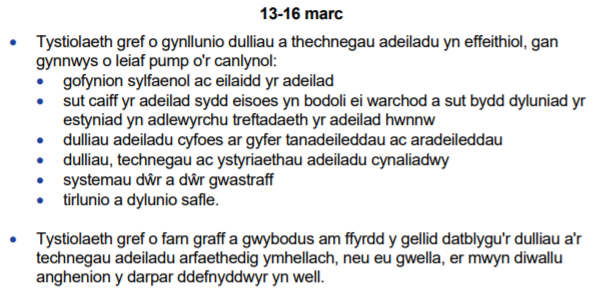 13-16 marc
• Tystiolaeth gref o gynllunio dulliau a thechnegau adeiladu yn effeithiol, gan
gynnwys o leiaf pump o'r canlynol:
• gofynion sylfaenol ac eilaidd yr adeilad
• sut caiff yr adeilad sydd eisoes yn bodoli ei warchod a sut bydd dyluniad yr
estyniad yn adlewyrchu treftadaeth yr adeilad hwnnw
• dulliau adeiladu cyfoes ar gyfer tanadeileddau ac aradeileddau
• dulliau, technegau ac ystyriaethau adeiladu cynaliadwy
• systemau dŵr a dŵr gwastraff
• tirlunio a dylunio safle.
• Tystiolaeth gref o farn graff a gwybodus am ffyrdd y gellid datblygu'r dulliau a'r
technegau adeiladu arfaethedig ymhellach, neu eu gwella, er mwyn diwallu
anghenion y darpar ddefnyddwyr yn well.